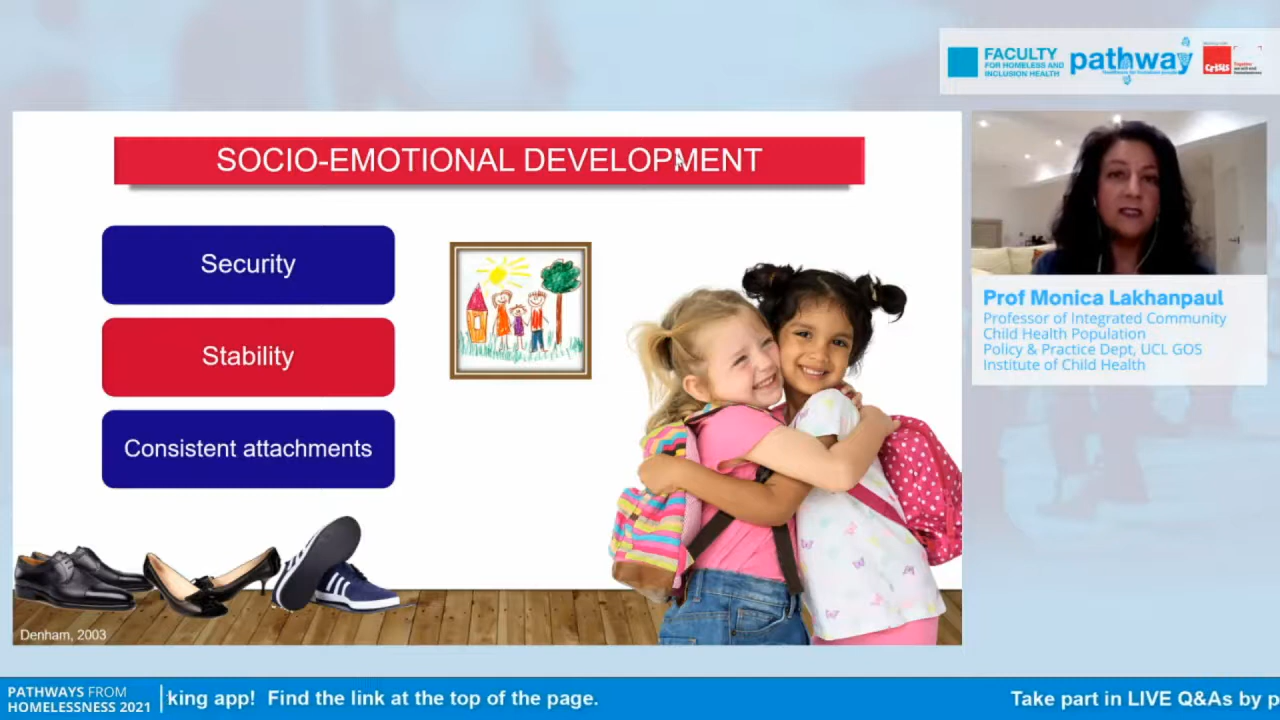 FACULTY
FOR HOMELESS AND
INCLUSION HEALTH
pathway
CRISIS
Together
SOCIO-EMOTIONAL DEVELOPMENT
Security
Stability
Consistent attachments
Denham, 2003
Prof Monica Lakhanpaul
Professor of Integrated Community
Child Health Population
Policy & Practice Dept, UCL GOS
Institute of Child Health
PATHWAYS FROM
HOMELESSNESS 2021
king app! Find the link at the top of the page.
Take part in LIVE Q&As by p